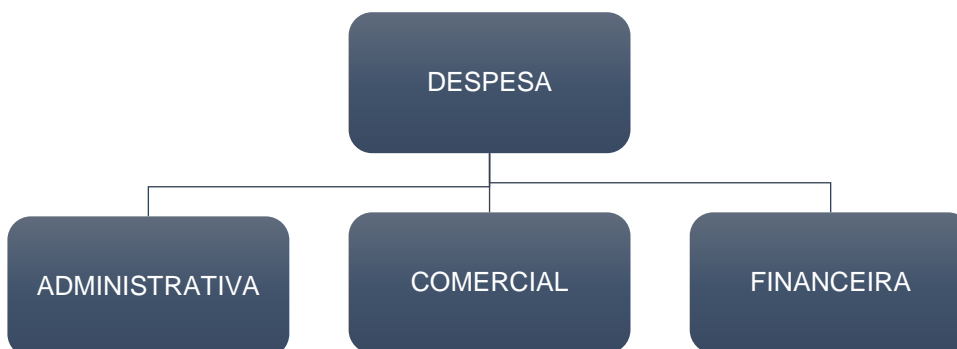 DESPESA
ADMINISTRATIVA
COMERCIAL
FINANCEIRA